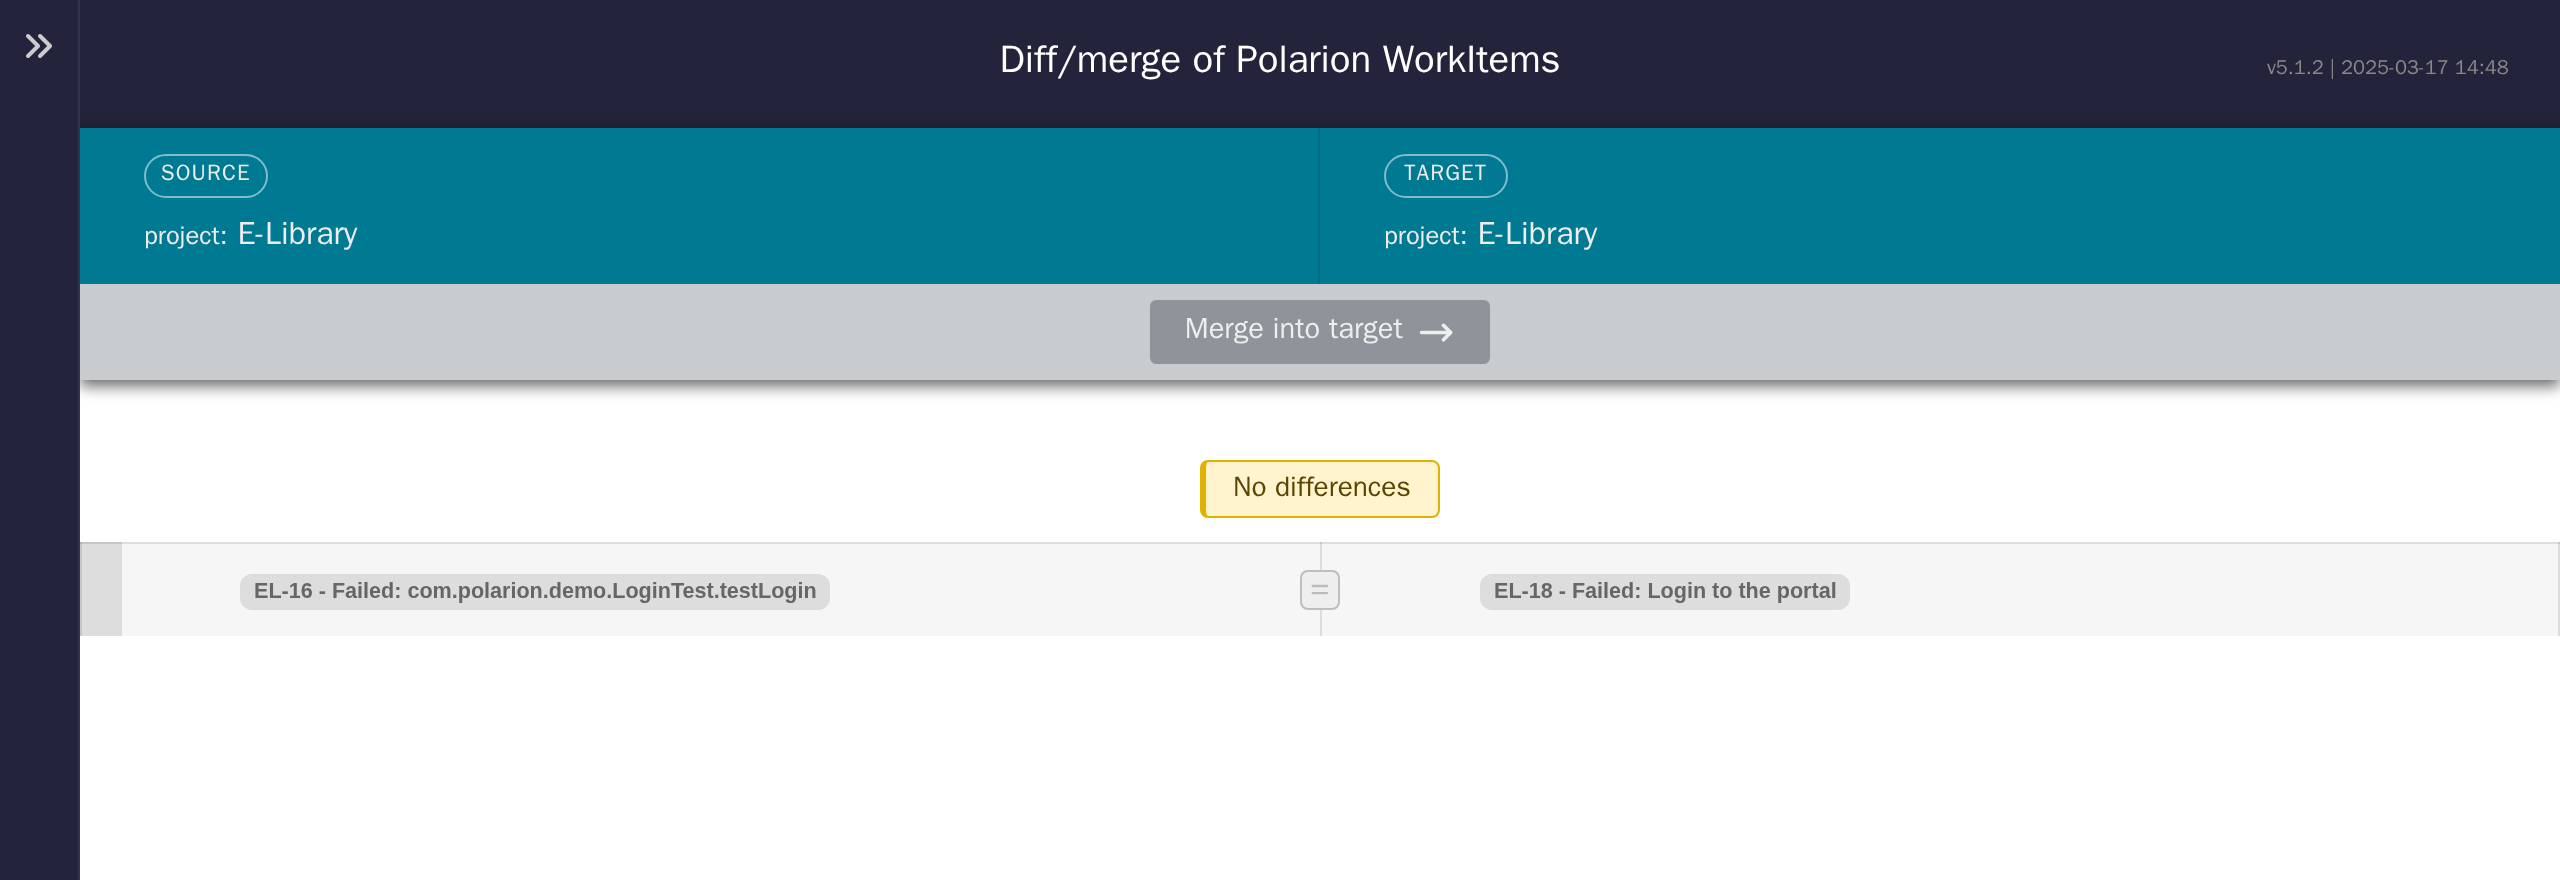 Diff/merge of Polarion WorkItems
v5.1.2 | 2025-03-17 14:48
SOURCE
project: E-Library
TARGET
project: E-Library
Merge into target →
No differences
EL-16 - Failed: com.polarion.demo.LoginTest.testLogin
=
EL-18 - Failed: Login to the portal